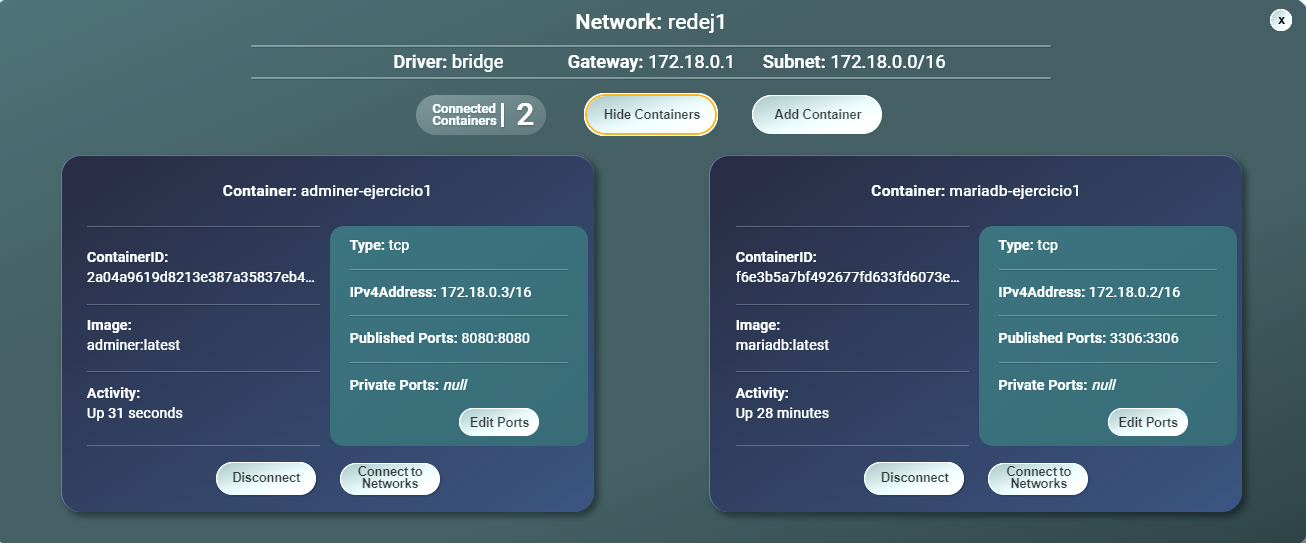 Network: redej1
x
Driver: bridge Gateway: 172.18.0.1 Subnet: 172.18.0.0/16
Connected
Containers
2
Hide Containers
Add Container
Container: adminer-ejercicio1
ContainerID:
2a04a9619d8213e387a35837eb4...
Image:
adminer:latest
Activity:
Up 31 seconds
Type: tcp
IPv4Address: 172.18.0.3/16
Published Ports: 8080:8080
Private Ports: null
Edit Ports
Disconnect
Connect to
Networks
Container: mariadb-ejercicio1
ContainerID:
f6e3b5a7bf492677fd633fd6073e...
Image:
mariadb:latest
Activity:
Up 28 minutes
Type: tcp
IPv4Address: 172.18.0.2/16
Published Ports: 3306:3306
Private Ports: null
Edit Ports
Disconnect
Connect to
Networks